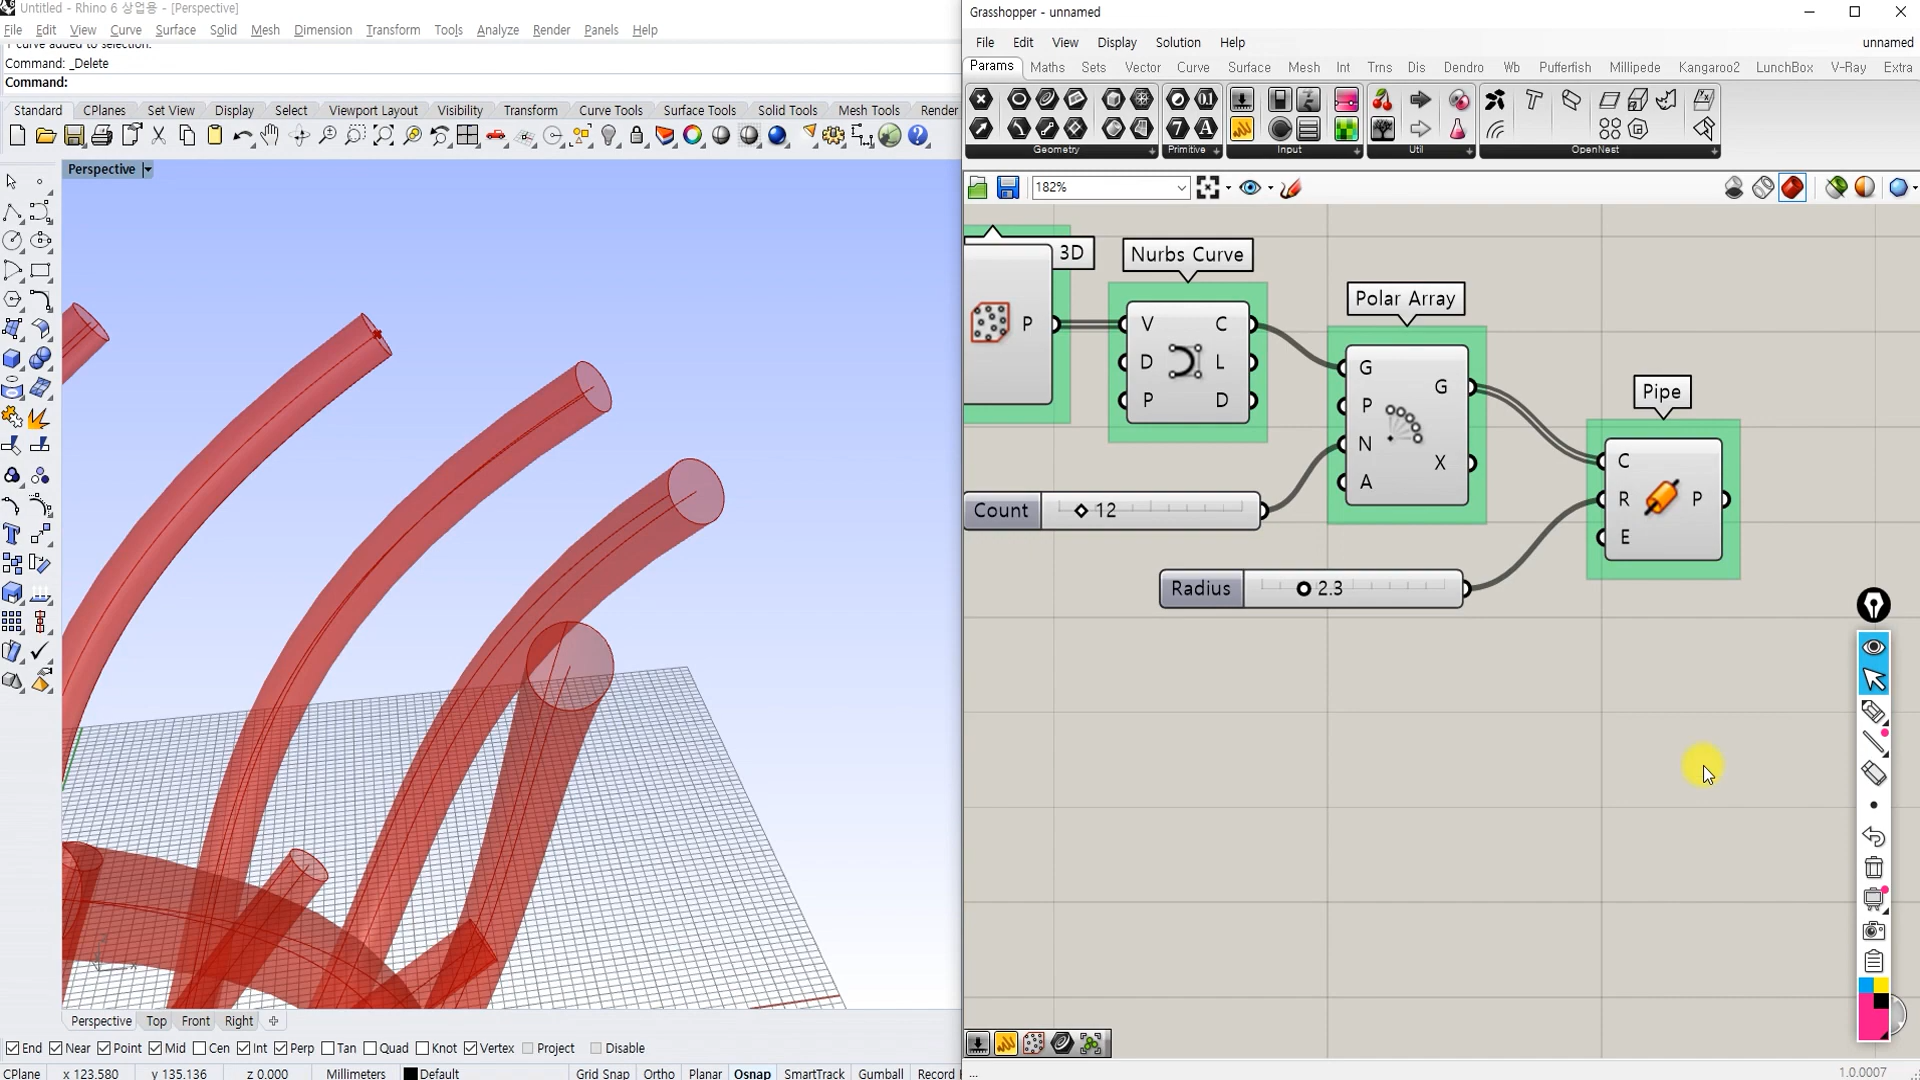 Untitled - Rhino 6 상업용 - [Perspective]
File Edit View Curve Surface Solid Mesh Dimension Transform Tools Analyze Render Panels Help
1 curve added to selection.
Command: _Delete
Command:
Standard CPlanes Set View Display Select Viewport Layout Visibility Transform Curve Tools Surface Tools Solid Tools Mesh Tools Render
Perspective
Perspective Top Front Right
End Near Point Mid Cen Int Perp Tan Quad Knot Vertex Project Disable
CPlane x 123.580 y 135.136 z 0.000 Millimeters Default Grid Snap Ortho Planar Osnap SmartTrack Gumball Record
Grasshopper - unnamed
File Edit View Display Solution Help unnamed
Params Maths Sets Vector Curve Surface Mesh Int Trns Dis Dendro Wb Pufferfish Millipede Kangaroo2 LunchBox V-Ray Extra
Geometry Primitive Input Util OpenNest
182%
3D
P
Nurbs Curve
V C
D L
P D
Polar Array
G
P
N
A
G
X
Pipe
C
R
E
P
Count 12
Radius 2.3
...
1.0.0007